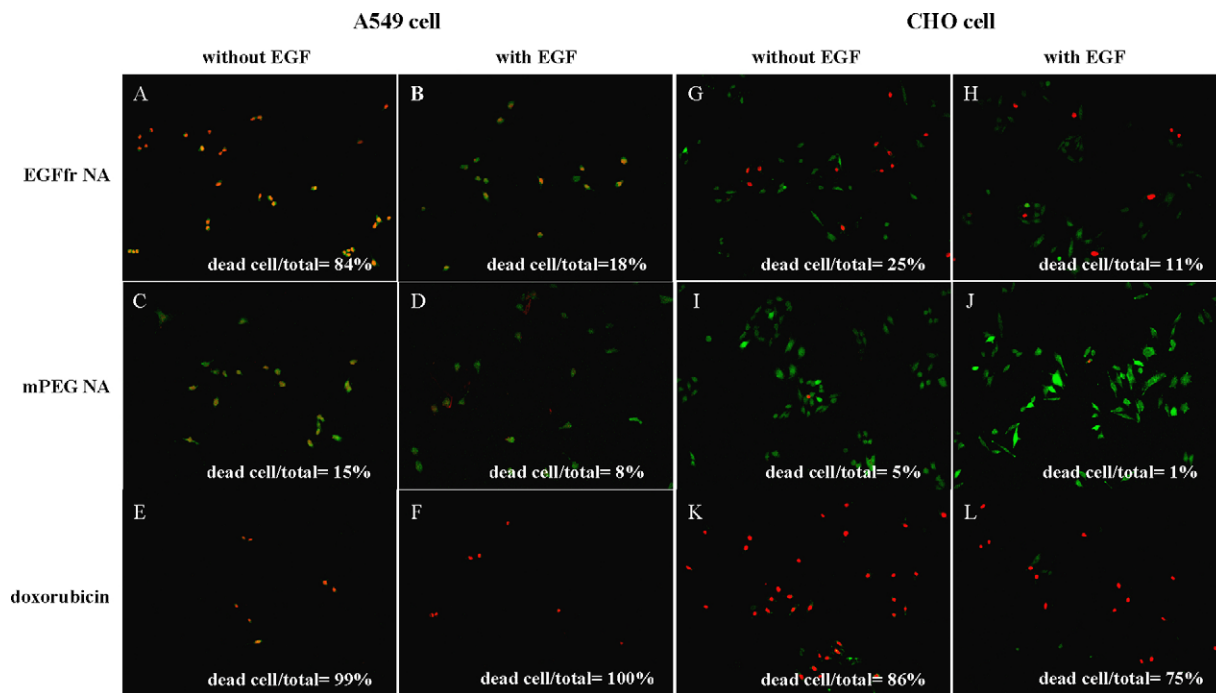 A549 cell CHO cell
without EGF with EGF without EGF with EGF
EGFfr NA
A
dead cell/total= 84%
B
dead cell/total=18%
G
dead cell/total= 25%
H
dead cell/total= 11%
mPEG NA
C
dead cell/total= 15%
D
dead cell/total= 8%
I
dead cell/total= 5%
J
dead cell/total= 1%
doxorubicin
E
dead cell/total= 99%
F
dead cell/total= 100%
K
dead cell/total= 86%
L
dead cell/total= 75%